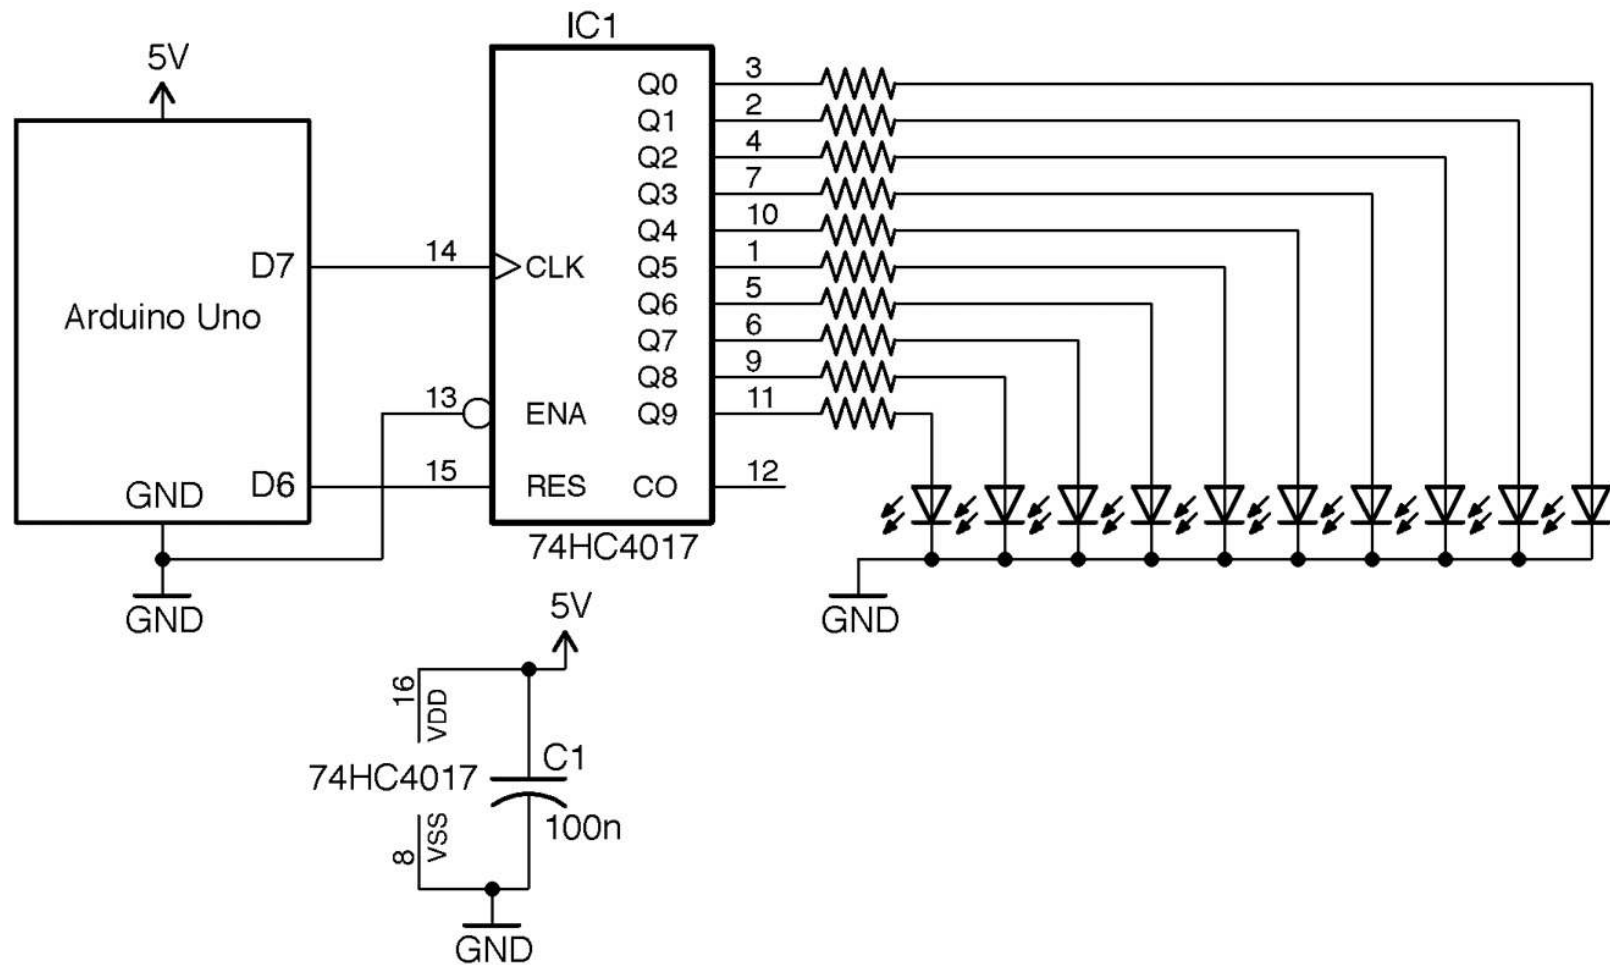 IC1
5V
Q0 3
Q1 2
Q2 4
Q3 7
Q4 10
D7 14 CLK Q5 1
Q6 5
Arduino Uno
Q7 6
Q8 9
13 ENA Q9 11
GND D6 15 RES CO 12
74HC4017
GND
5V
GND
16 VDD
C1
74HC4017
100n
8 VSS
GND